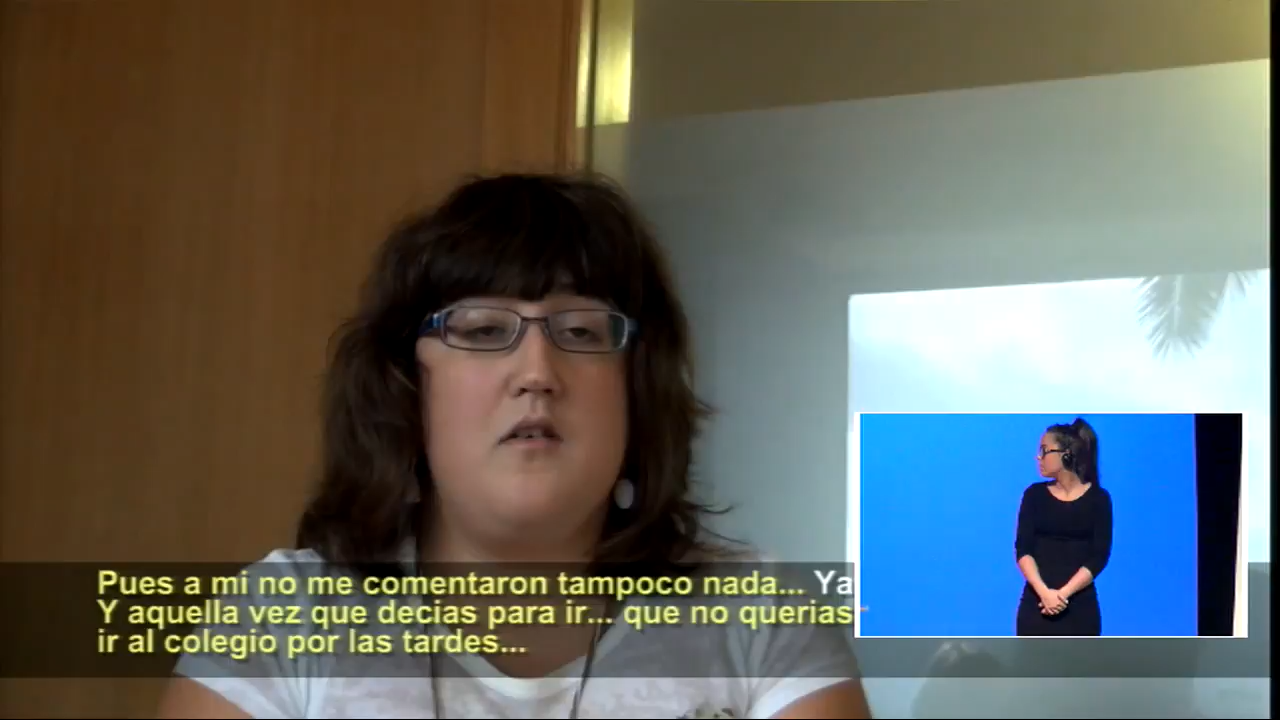 Pues a mi no me comentaron tampoco nada... Ya
Y aquella vez que decias para ir... que no querias
ir al colegio por las tardes...